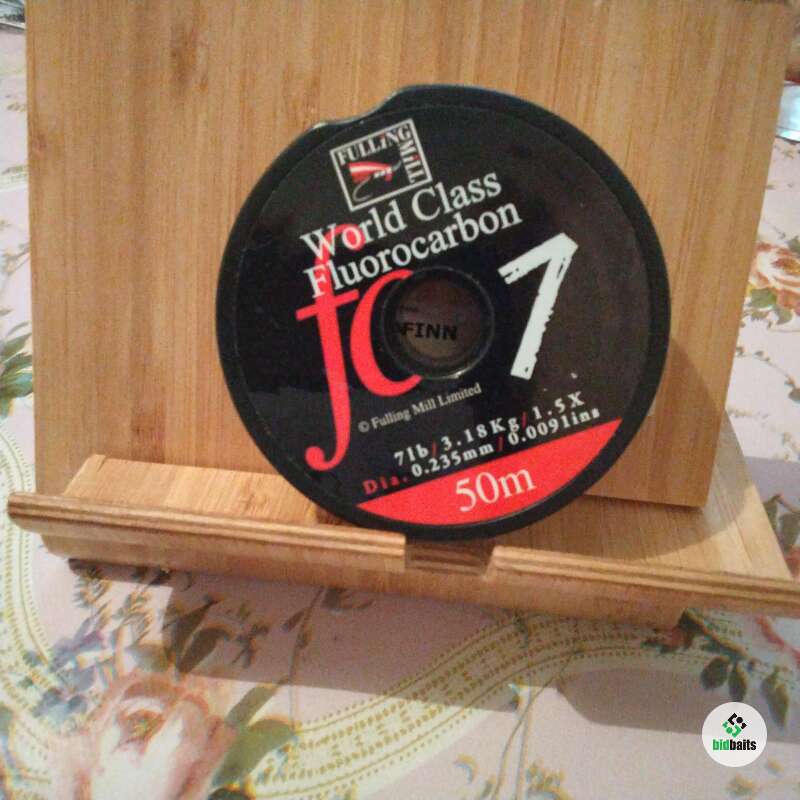 FULLiNG
MiLL
World Class
Fluorocarbon
fc 7
FINN
© Fulling Mill Limited
7lb/3.18Kg/1.5X
Dia. 0.235mm/0.0091ins
50m
bidbaits